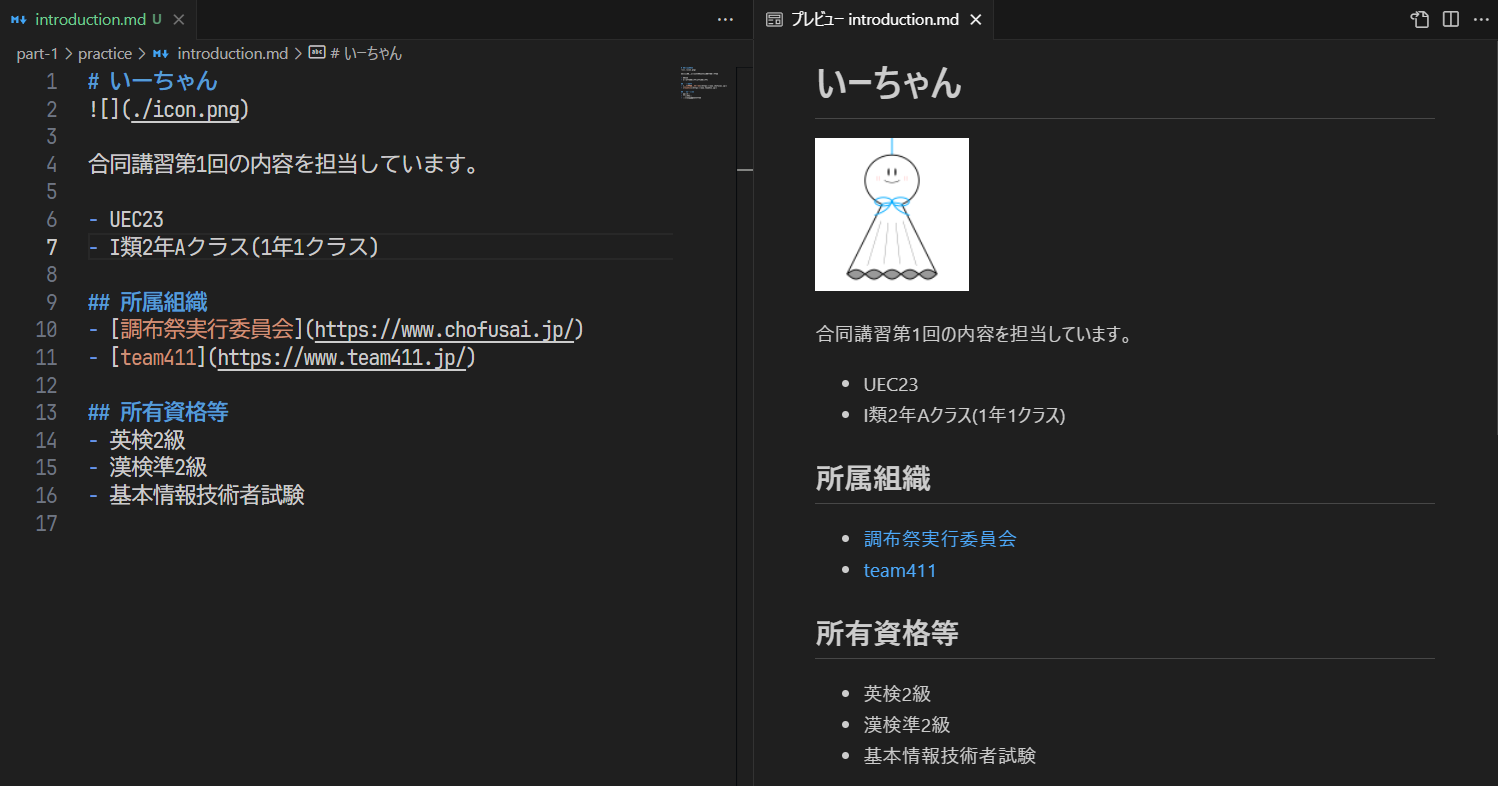 introduction.md U
プレビュー introduction.md
part-1 > practice > introduction.md > # いーちゃん
1 # いーちゃん
2 ![](./icon.png)
3
4 合同講習第1回の内容を担当しています。
5
6 - UEC23
7 - I類2年Aクラス(1年1クラス)
8
9 ## 所属組織
10 - [調布祭実行委員会](https://www.chofusai.jp/)
11 - [team411](https://www.team411.jp/)
12
13 ## 所有資格等
14 - 英検2級
15 - 漢検準2級
16 - 基本情報技術者試験
17
いーちゃん
合同講習第1回の内容を担当しています。
• UEC23
• I類2年Aクラス(1年1クラス)
所属組織
• 調布祭実行委員会
• team411
所有資格等
• 英検2級
• 漢検準2級
• 基本情報技術者試験